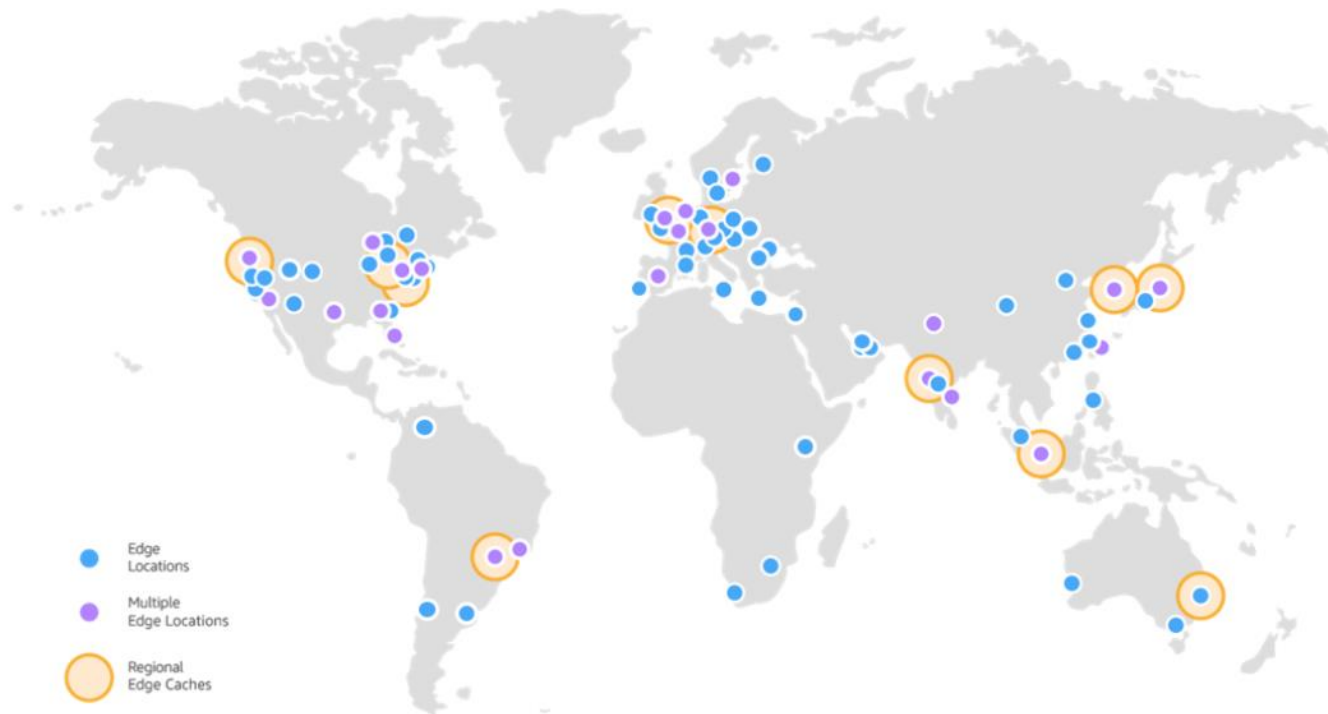 Edge
Locations
Multiple
Edge Locations
Regional
Edge Caches